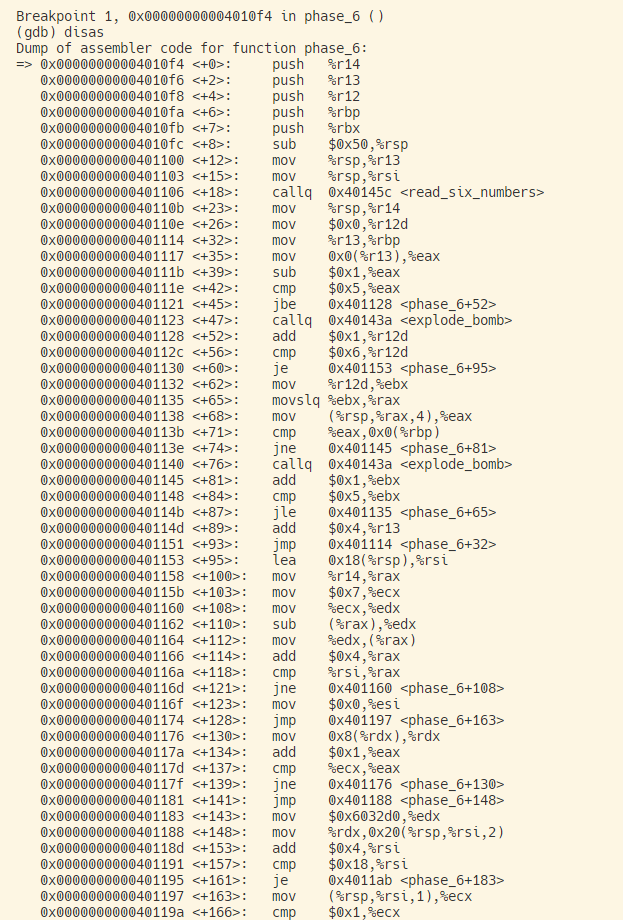 Breakpoint 1, 0x00000000004010f4 in phase_6 ()
(gdb) disas
Dump of assembler code for function phase_6:
=> 0x00000000004010f4 <+0>: push %r14
0x00000000004010f6 <+2>: push %r13
0x00000000004010f8 <+4>: push %r12
0x00000000004010fa <+6>: push %rbp
0x00000000004010fb <+7>: push %rbx
0x00000000004010fc <+8>: sub $0x50,%rsp
0x0000000000401100 <+12>: mov %rsp,%r13
0x0000000000401103 <+15>: mov %rsp,%rsi
0x0000000000401106 <+18>: callq 0x40145c <read_six_numbers>
0x000000000040110b <+23>: mov %rsp,%r14
0x000000000040110e <+26>: mov $0x0,%r12d
0x0000000000401114 <+32>: mov %r13,%rbp
0x0000000000401117 <+35>: mov 0x0(%r13),%eax
0x000000000040111b <+39>: sub $0x1,%eax
0x000000000040111e <+42>: cmp $0x5,%eax
0x0000000000401121 <+45>: jbe 0x401128 <phase_6+52>
0x0000000000401123 <+47>: callq 0x40143a <explode_bomb>
0x0000000000401128 <+52>: add $0x1,%r12d
0x000000000040112c <+56>: cmp $0x6,%r12d
0x0000000000401130 <+60>: je 0x401153 <phase_6+95>
0x0000000000401132 <+62>: mov %r12d,%ebx
0x0000000000401135 <+65>: movslq %ebx,%rax
0x0000000000401138 <+68>: mov (%rsp,%rax,4),%eax
0x000000000040113b <+71>: cmp %eax,0x0(%rbp)
0x000000000040113e <+74>: jne 0x401145 <phase_6+81>
0x0000000000401140 <+76>: callq 0x40143a <explode_bomb>
0x0000000000401145 <+81>: add $0x1,%ebx
0x0000000000401148 <+84>: cmp $0x5,%ebx
0x000000000040114b <+87>: jle 0x401135 <phase_6+65>
0x000000000040114d <+89>: add $0x4,%r13
0x0000000000401151 <+93>: jmp 0x401114 <phase_6+32>
0x0000000000401153 <+95>: lea 0x18(%rsp),%rsi
0x0000000000401158 <+100>: mov %r14,%rax
0x000000000040115b <+103>: mov $0x7,%ecx
0x0000000000401160 <+108>: mov %ecx,%edx
0x0000000000401162 <+110>: sub (%rax),%edx
0x0000000000401164 <+112>: mov %edx,(%rax)
0x0000000000401166 <+114>: add $0x4,%rax
0x000000000040116a <+118>: cmp %rsi,%rax
0x000000000040116d <+121>: jne 0x401160 <phase_6+108>
0x000000000040116f <+123>: mov $0x0,%esi
0x0000000000401174 <+128>: jmp 0x401197 <phase_6+163>
0x0000000000401176 <+130>: mov 0x8(%rdx),%rdx
0x000000000040117a <+134>: add $0x1,%eax
0x000000000040117d <+137>: cmp %ecx,%eax
0x000000000040117f <+139>: jne 0x401176 <phase_6+130>
0x0000000000401181 <+141>: jmp 0x401188 <phase_6+148>
0x0000000000401183 <+143>: mov $0x6032d0,%edx
0x0000000000401188 <+148>: mov %rdx,0x20(%rsp,%rsi,2)
0x000000000040118d <+153>: add $0x4,%rsi
0x0000000000401191 <+157>: cmp $0x18,%rsi
0x0000000000401195 <+161>: je 0x4011ab <phase_6+183>
0x0000000000401197 <+163>: mov (%rsp,%rsi,1),%ecx
0x000000000040119a <+166>: cmp $0x1,%ecx